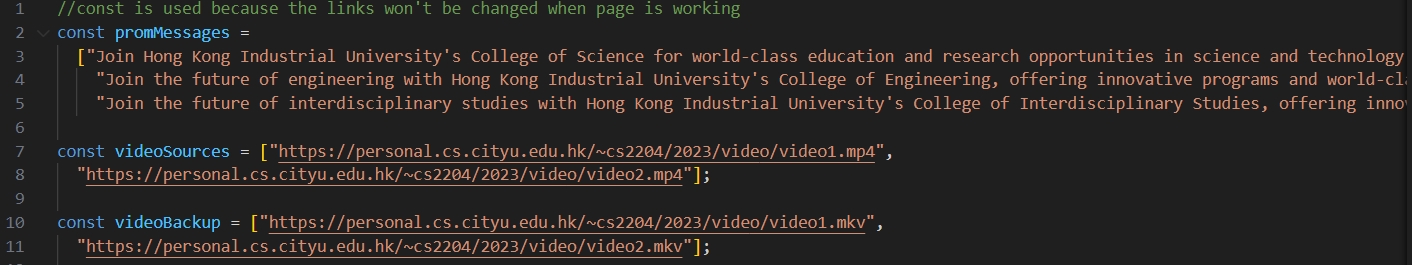 1 //const is used because the links won't be changed when page is working
2 const promMessages =
3 ["Join Hong Kong Industrial University's College of Science for world-class education and research opportunities in science and technology
4 "Join the future of engineering with Hong Kong Industrial University's College of Engineering, offering innovative programs and
5 "Join the future of interdisciplinary studies with Hong Kong Industrial University's College of Interdisciplinary Studies, offering
6
7 const videoSources = ["https://personal.cs.cityu.edu.hk/~cs2204/2023/video/video1.mp4",
8 "https://personal.cs.cityu.edu.hk/~cs2204/2023/video/video2.mp4"];
9
10 const videoBackup = ["https://personal.cs.cityu.edu.hk/~cs2204/2023/video/video1.mkv",
11 "https://personal.cs.cityu.edu.hk/~cs2204/2023/video/video2.mkv"];